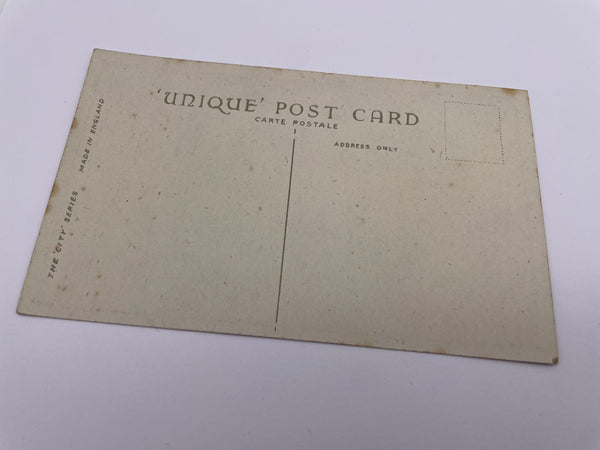 'UNIQUE' POST CARD
CARTE POSTALE
ADDRESS ONLY
THE 'CITY' SERIES MADE IN ENGLAND